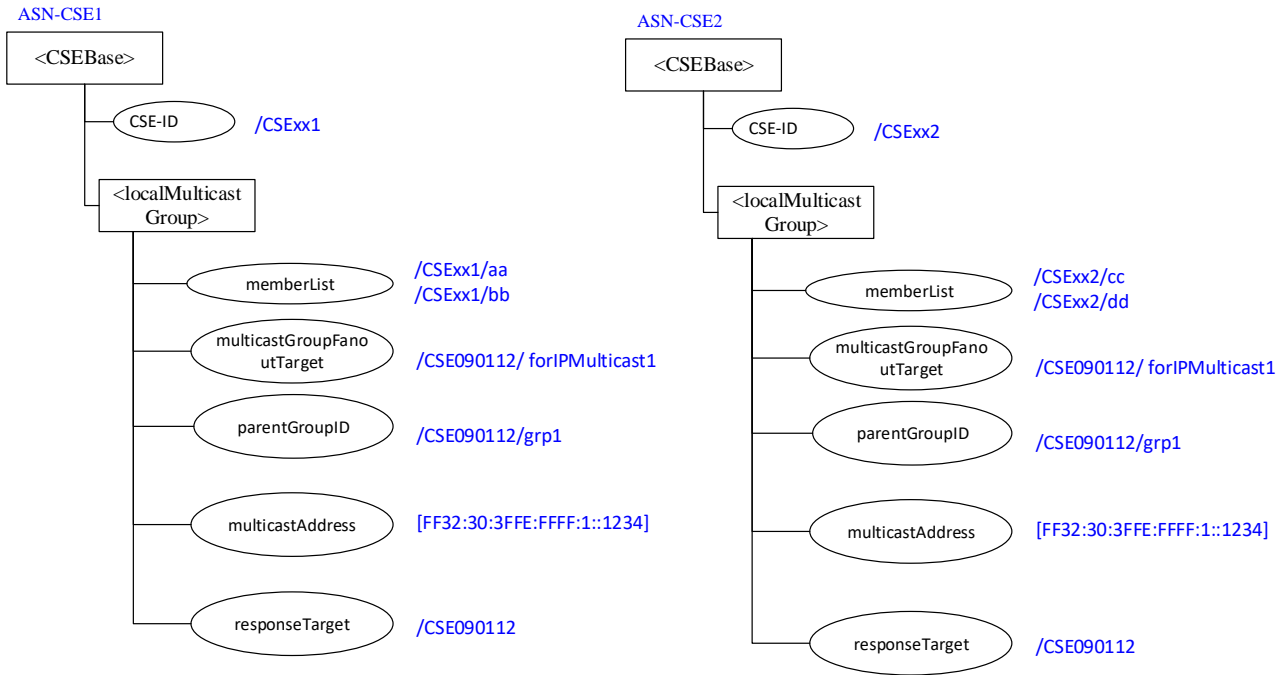 ASN-CSE1
<CSEBase>
CSE-ID
/CSExx1
<localMulticast
Group>
memberList
/CSExx1/aa
/CSExx1/bb
multicastGroupFano
utTarget
/CSE090112/ forIPMulticast1
parentGroupID
/CSE090112/grp1
multicastAddress
[FF32:30:3FFE:FFFF:1::1234]
responseTarget
/CSE090112
ASN-CSE2
<CSEBase>
CSE-ID
/CSExx2
<localMulticast
Group>
memberList
/CSExx2/cc
/CSExx2/dd
multicastGroupFano
utTarget
/CSE090112/ forIPMulticast1
parentGroupID
/CSE090112/grp1
multicastAddress
[FF32:30:3FFE:FFFF:1::1234]
responseTarget
/CSE090112